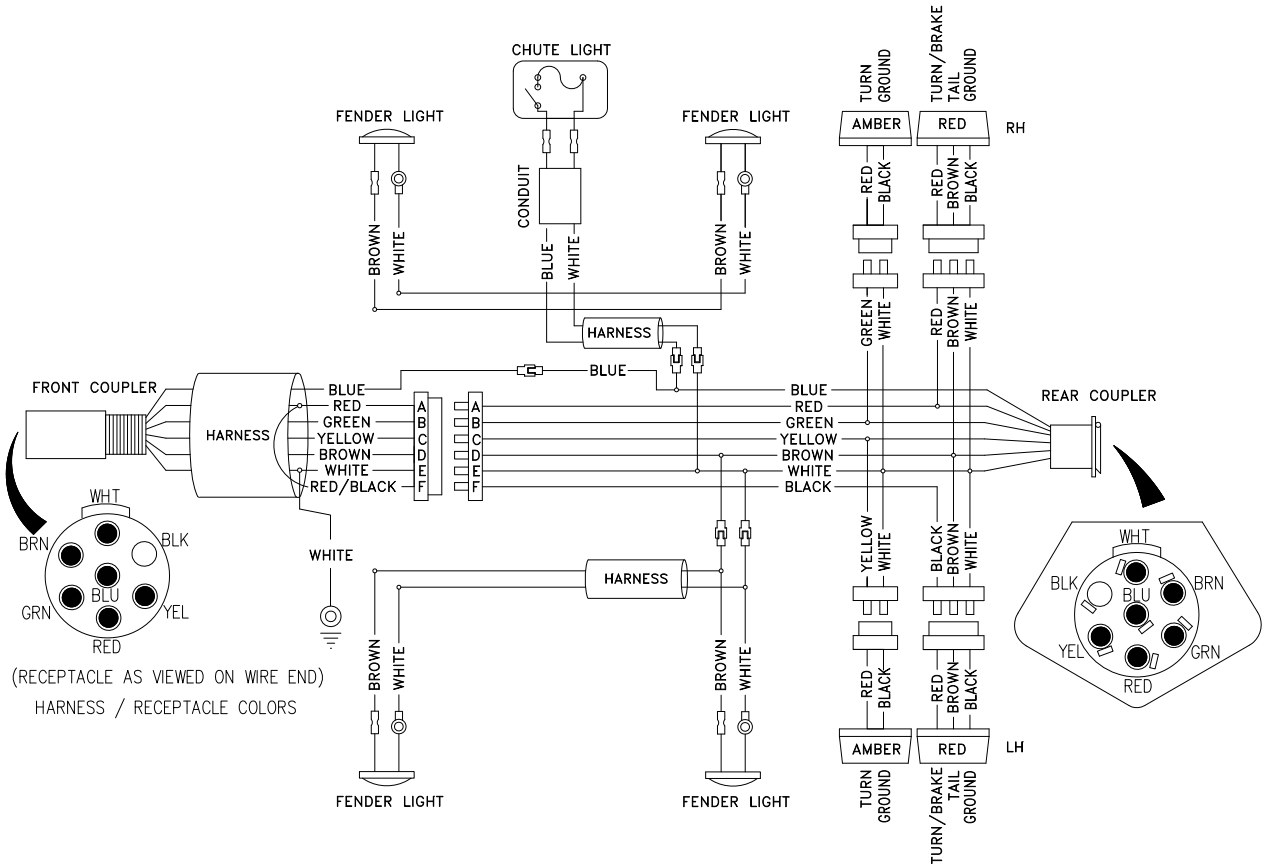 CHUTE LIGHT
FENDER LIGHT
FENDER LIGHT
TURN
GROUND
TURN/BRAKE
TAIL
GROUND
AMBER
RED
RH
CONDUIT
RED
BLACK
RED
BROWN
BLACK
BROWN
WHITE
BLUE
WHITE
BROWN
WHITE
GREEN
WHITE
RED
BROWN
WHITE
HARNESS
BLUE
FRONT COUPLER
HARNESS
BLUE
RED
GREEN
YELLOW
BROWN
WHITE
RED/BLACK
A
B
C
D
E
F
A
B
C
D
E
F
BLUE
RED
GREEN
YELLOW
BROWN
WHITE
BLACK
REAR COUPLER
WHT
BRN
BLK
BLU
GRN
YEL
RED
(RECEPTACLE AS VIEWED ON WIRE END)
HARNESS / RECEPTACLE COLORS
WHITE
HARNESS
YELLOW
WHITE
BLACK
BROWN
WHITE
WHT
BLK
BRN
BLU
YEL
GRN
RED
BROWN
WHITE
BROWN
WHITE
RED
BLACK
RED
BROWN
BLACK
AMBER
RED
LH
FENDER LIGHT
FENDER LIGHT
TURN
GROUND
TURN/BRAKE
TAIL
GROUND